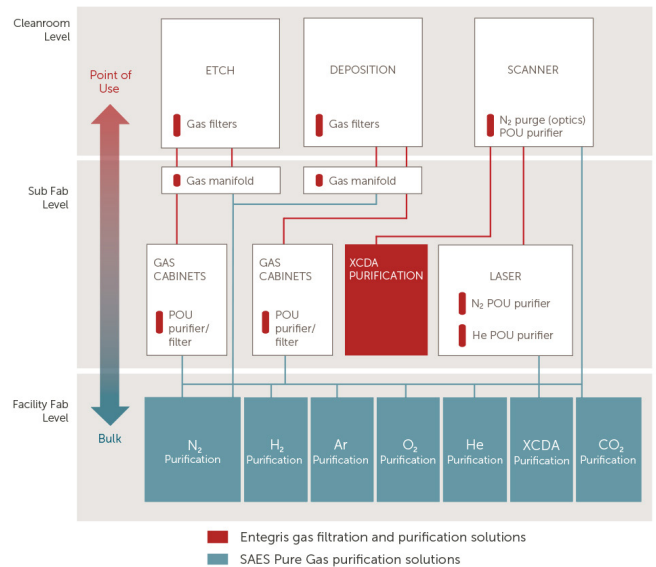 Cleanroom
Level
Point of
Use
ETCH
Gas filters
DEPOSITION
Gas filters
SCANNER
N₂ purge (optics)
POU purifier
Gas manifold
Gas manifold
Sub Fab
Level
GAS
CABINETS
POU
purifier/
filter
GAS
CABINETS
POU
purifier/
filter
XCDA
PURIFICATION
LASER
N₂ POU purifier
He POU purifier
Facility Fab
Level
Bulk
N₂
Purification
H₂
Purification
Ar
Purification
O₂
Purification
He
Purification
XCDA
Purification
CO₂
Purification
Entegris gas filtration and purification solutions
SAES Pure Gas purification solutions